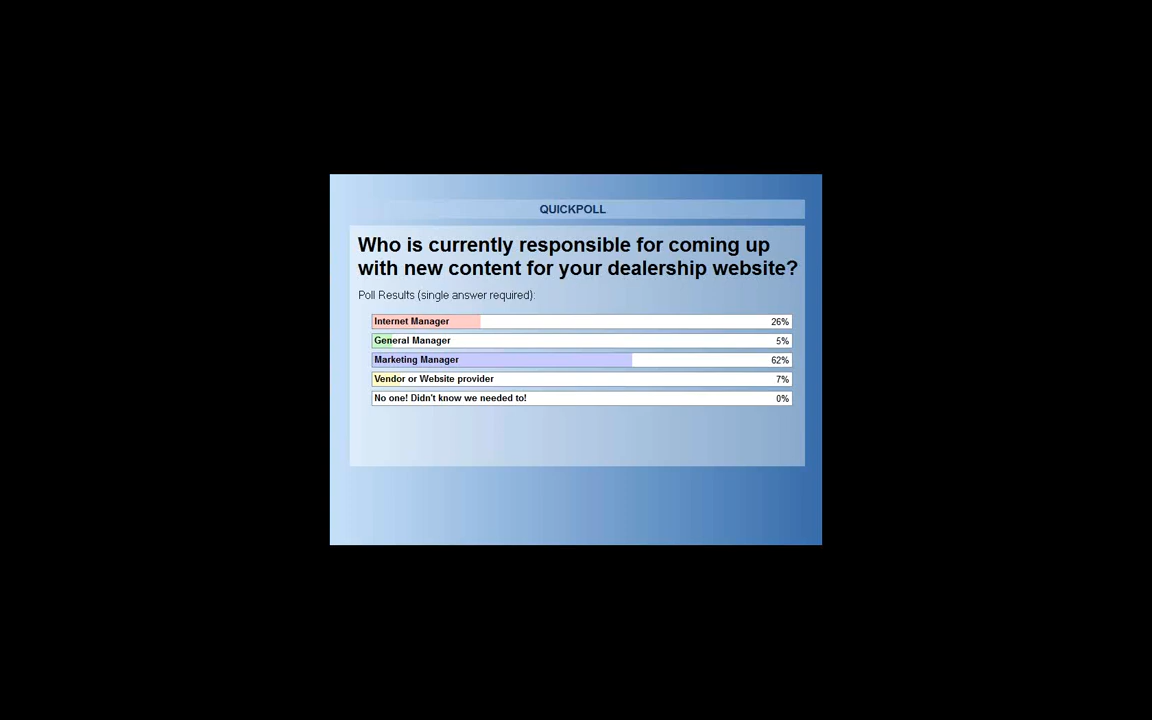 QUICKPOLL
Who is currently responsible for coming up
with new content for your dealership website?
Poll Results (single answer required):
Internet Manager 26%
General Manager 5%
Marketing Manager 62%
Vendor or Website provider 7%
No one! Didn't know we needed to! 0%